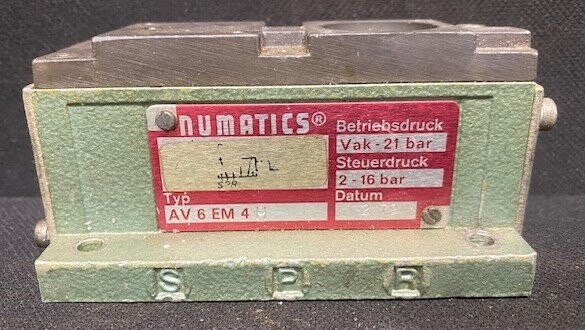 NUMATICS®
Betriebsdruck
Vak - 21 bar
Steuerdruck
2 - 16 bar
Typ
Datum
AV 6 EM 4
S P R